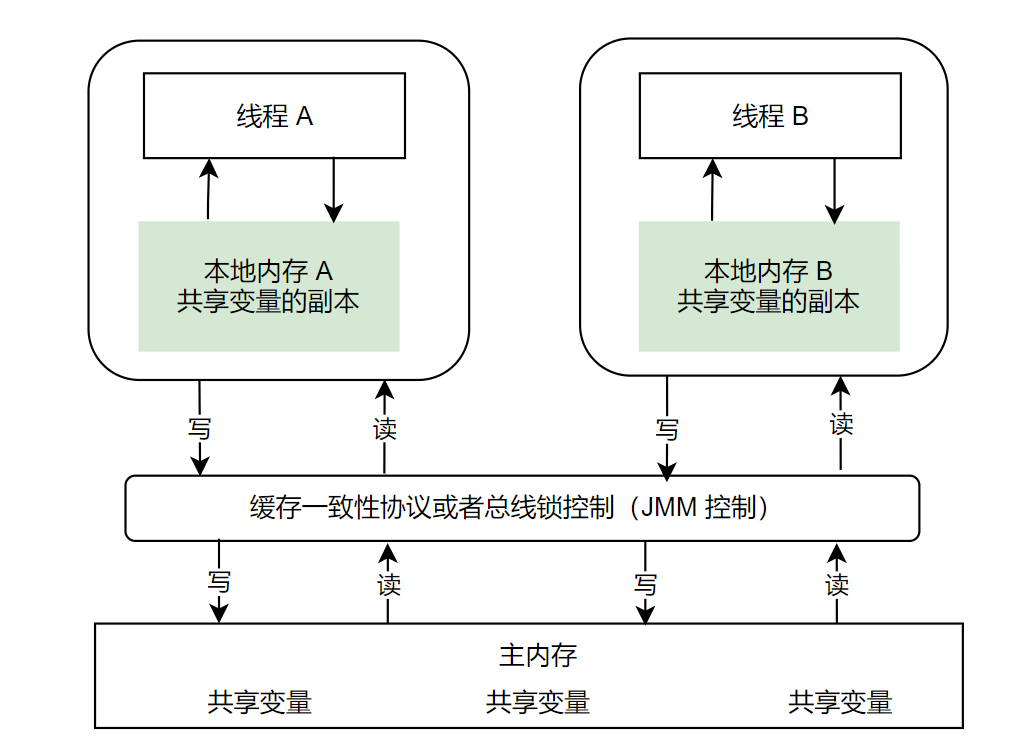 线程 A
线程 B
本地内存 A
共享变量的副本
本地内存 B
共享变量的副本
写
读
写
读
缓存一致性协议或者总线锁控制（JMM 控制）
写
读
写
读
主内存
共享变量
共享变量
共享变量